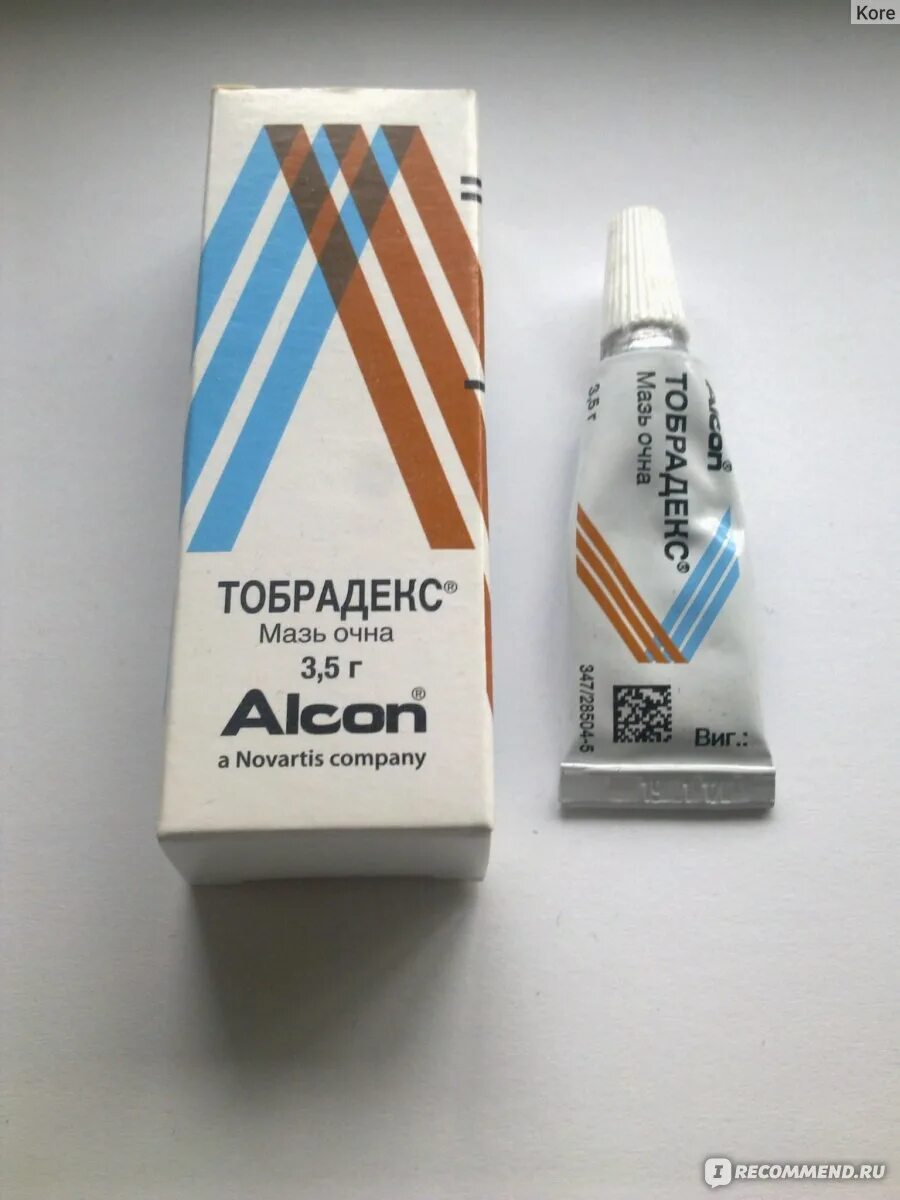 Kore
ТОБРАДЕКС®
Мазь очна
3,5 г
Alcon®
a Novartis company
Alcon®
ТОБРАДЕКС®
Мазь очна
3,5 г
347/28504-5
Виг.:
IRECOMMEND.RU